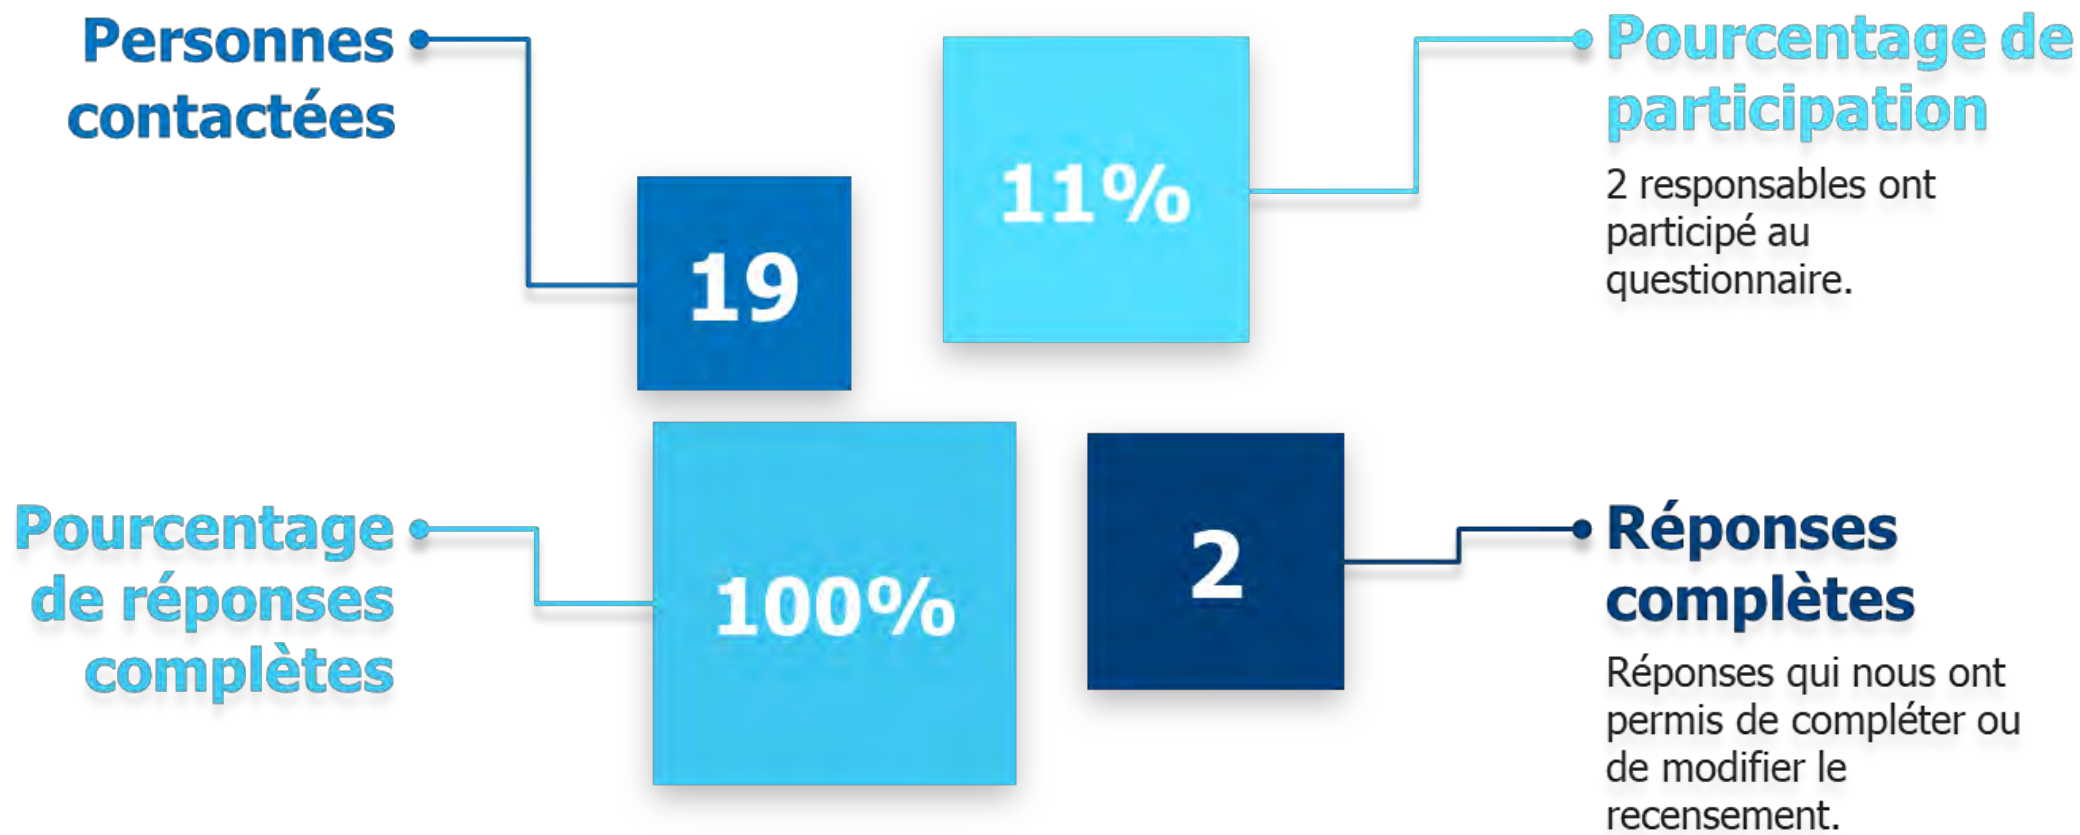 Personnes
contactées
19
11%
Pourcentage de
participation
2 responsables ont
participé au
questionnaire.
Pourcentage
de réponses
complètes
100%
2
Réponses
complètes
Réponses qui nous ont
permis de compléter ou
de modifier le
recensement.